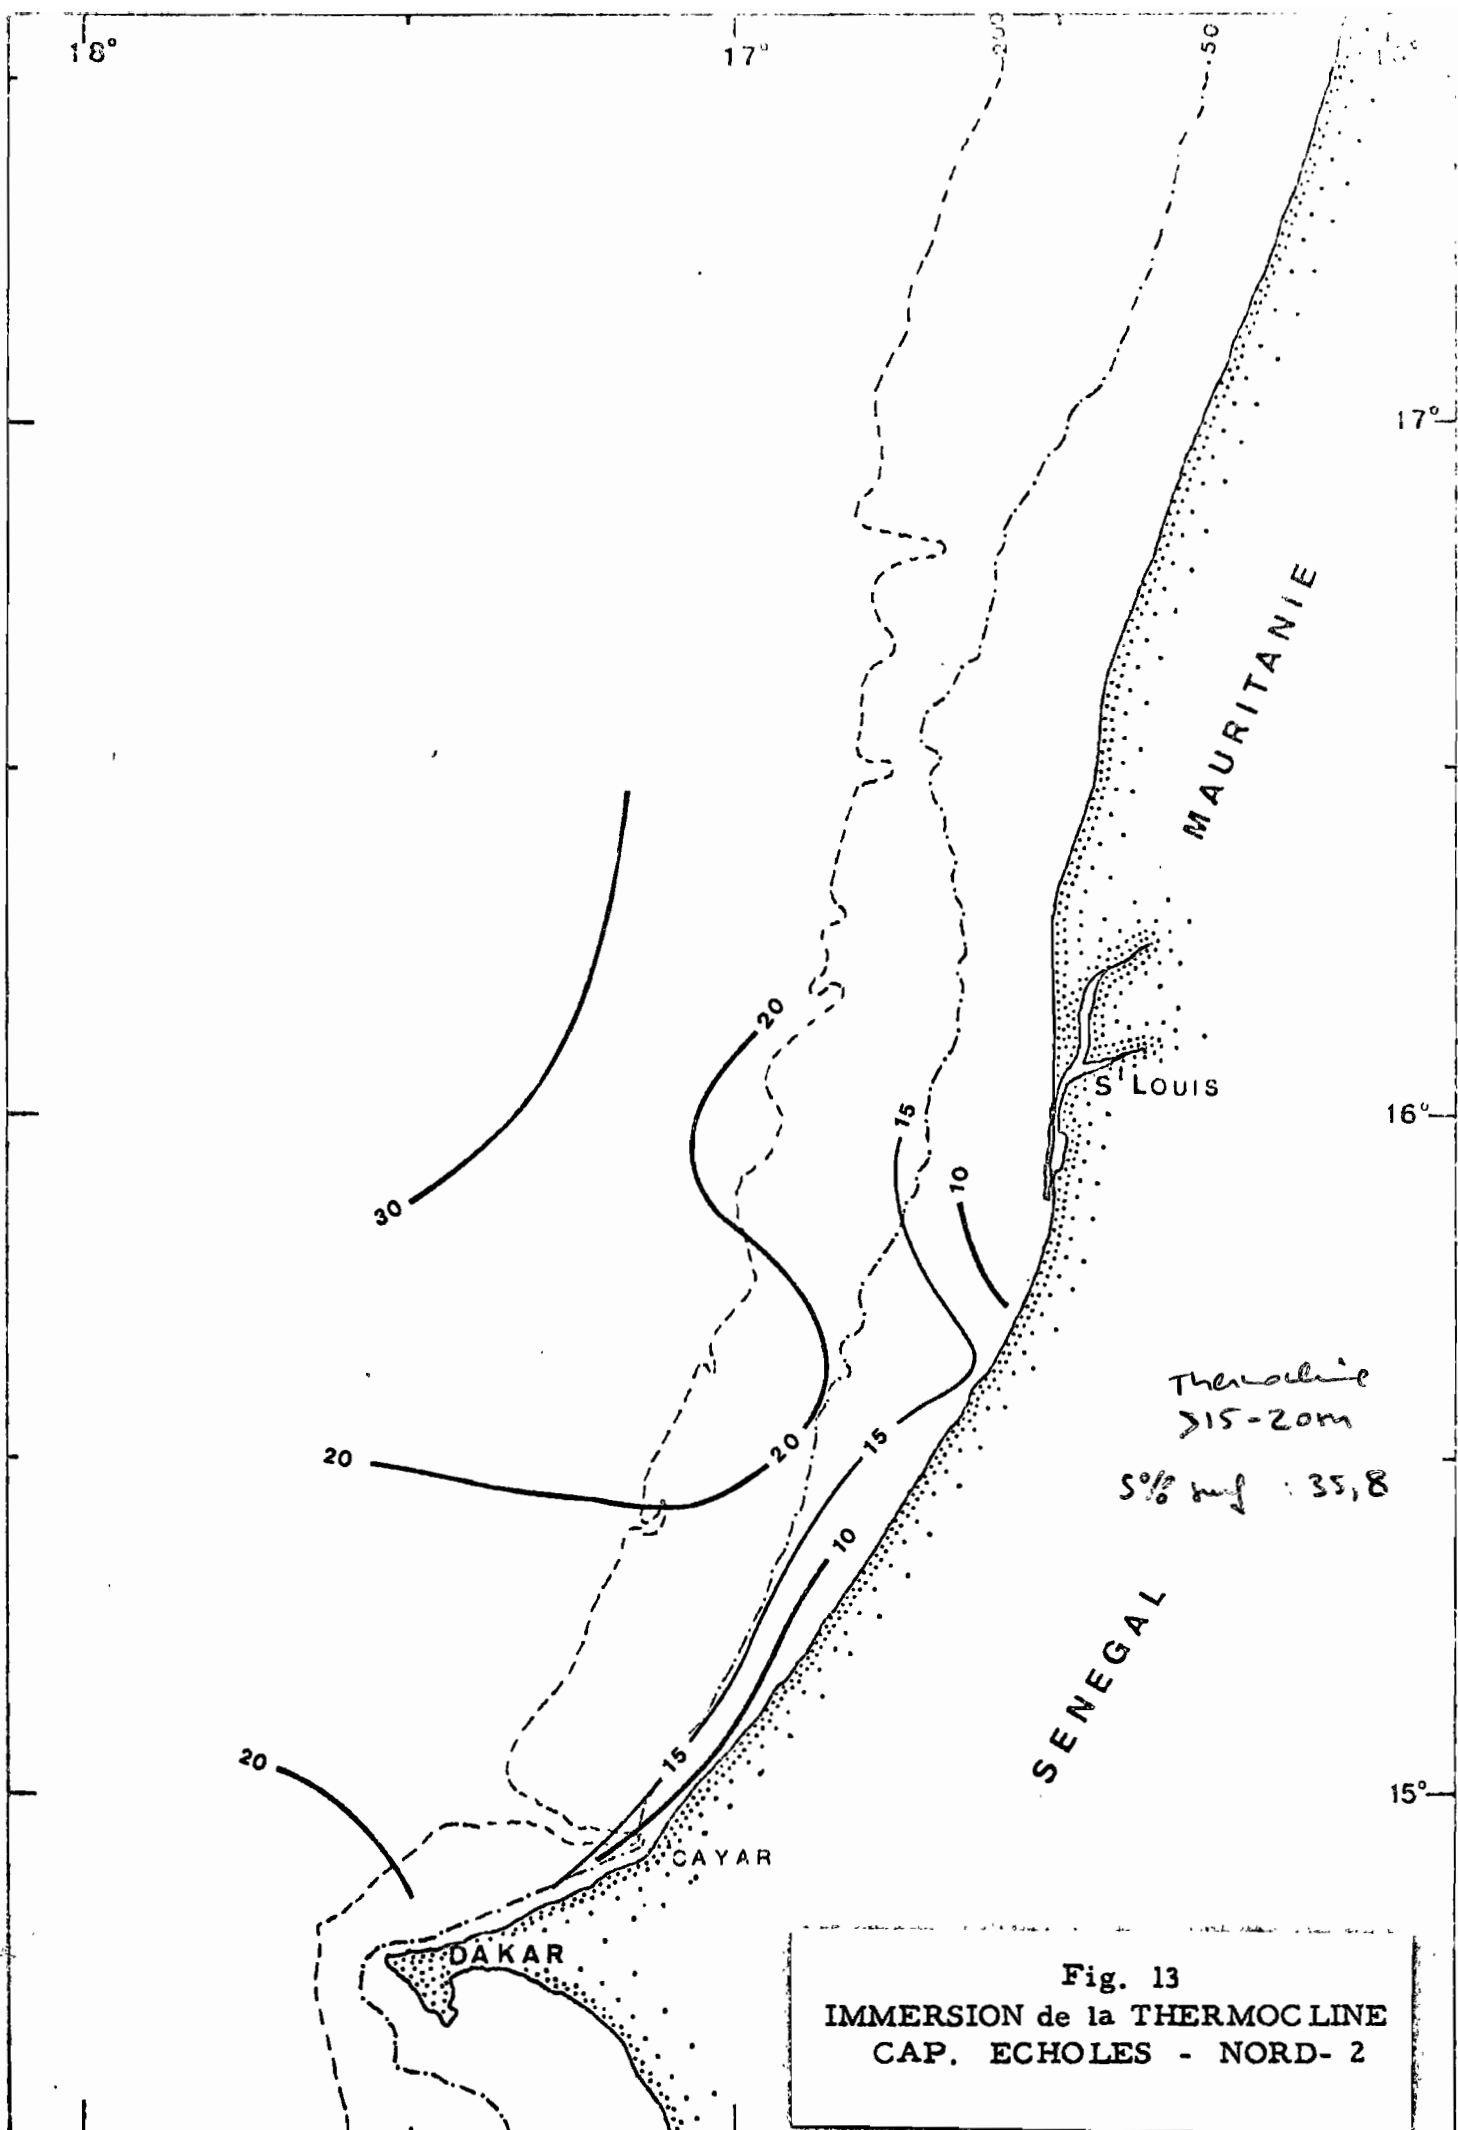 18°
17°
200
50
17°
MAURITANIE
20
St LOUIS
15
16°
10
30
Thermocline
>15-20m
20
20
15
S‰ surf : 35,8
10
SENEGAL
20
15
15°
CAYAR
DAKAR
Fig. 13
IMMERSION de la THERMOCLINE
CAP. ECHOLES - NORD- 2